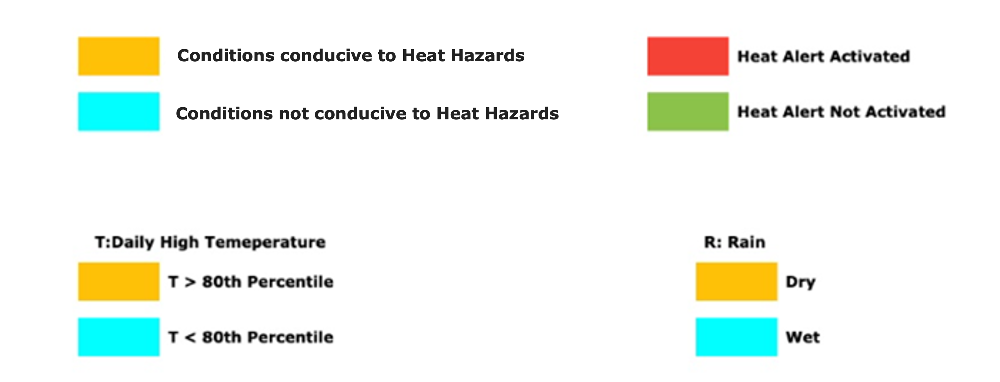 Conditions conducive to Heat Hazards
Heat Alert Activated
Conditions not conducive to Heat Hazards
Heat Alert Not Activated
T:Daily High Temeperature
R: Rain
T > 80th Percentile
Dry
T < 80th Percentile
Wet